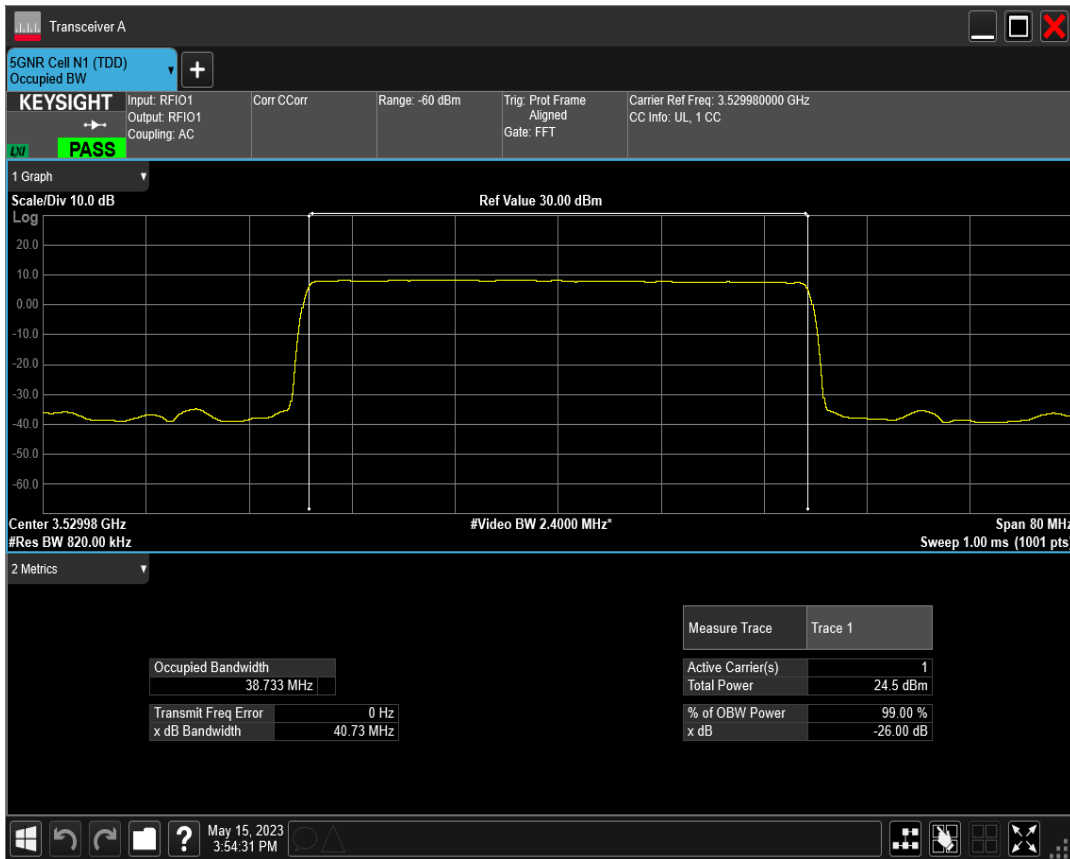 Transceiver A
5GNR Cell N1 (TDD)
Occupied BW
+
KEYSIGHT
LXI
PASS
Input: RFIO1
Output: RFIO1
Coupling: AC
Corr CCorr
Range: -60 dBm
Trig: Prot Frame
Aligned
Gate: FFT
Carrier Ref Freq: 3.529980000 GHz
CC Info: UL, 1 CC
1 Graph
Scale/Div 10.0 dB
Ref Value 30.00 dBm
Log
20.0
10.0
0.00
-10.0
-20.0
-30.0
-40.0
-50.0
-60.0
Center 3.52998 GHz
#Video BW 2.4000 MHz*
Span 80 MHz
#Res BW 820.00 kHz
Sweep 1.00 ms (1001 pts)
2 Metrics
Measure Trace Trace 1
Occupied Bandwidth
38.733 MHz
Transmit Freq Error 0 Hz
x dB Bandwidth 40.73 MHz
Active Carrier(s) 1
Total Power 24.5 dBm
% of OBW Power 99.00 %
x dB -26.00 dB
?
May 15, 2023
3:54:31 PM